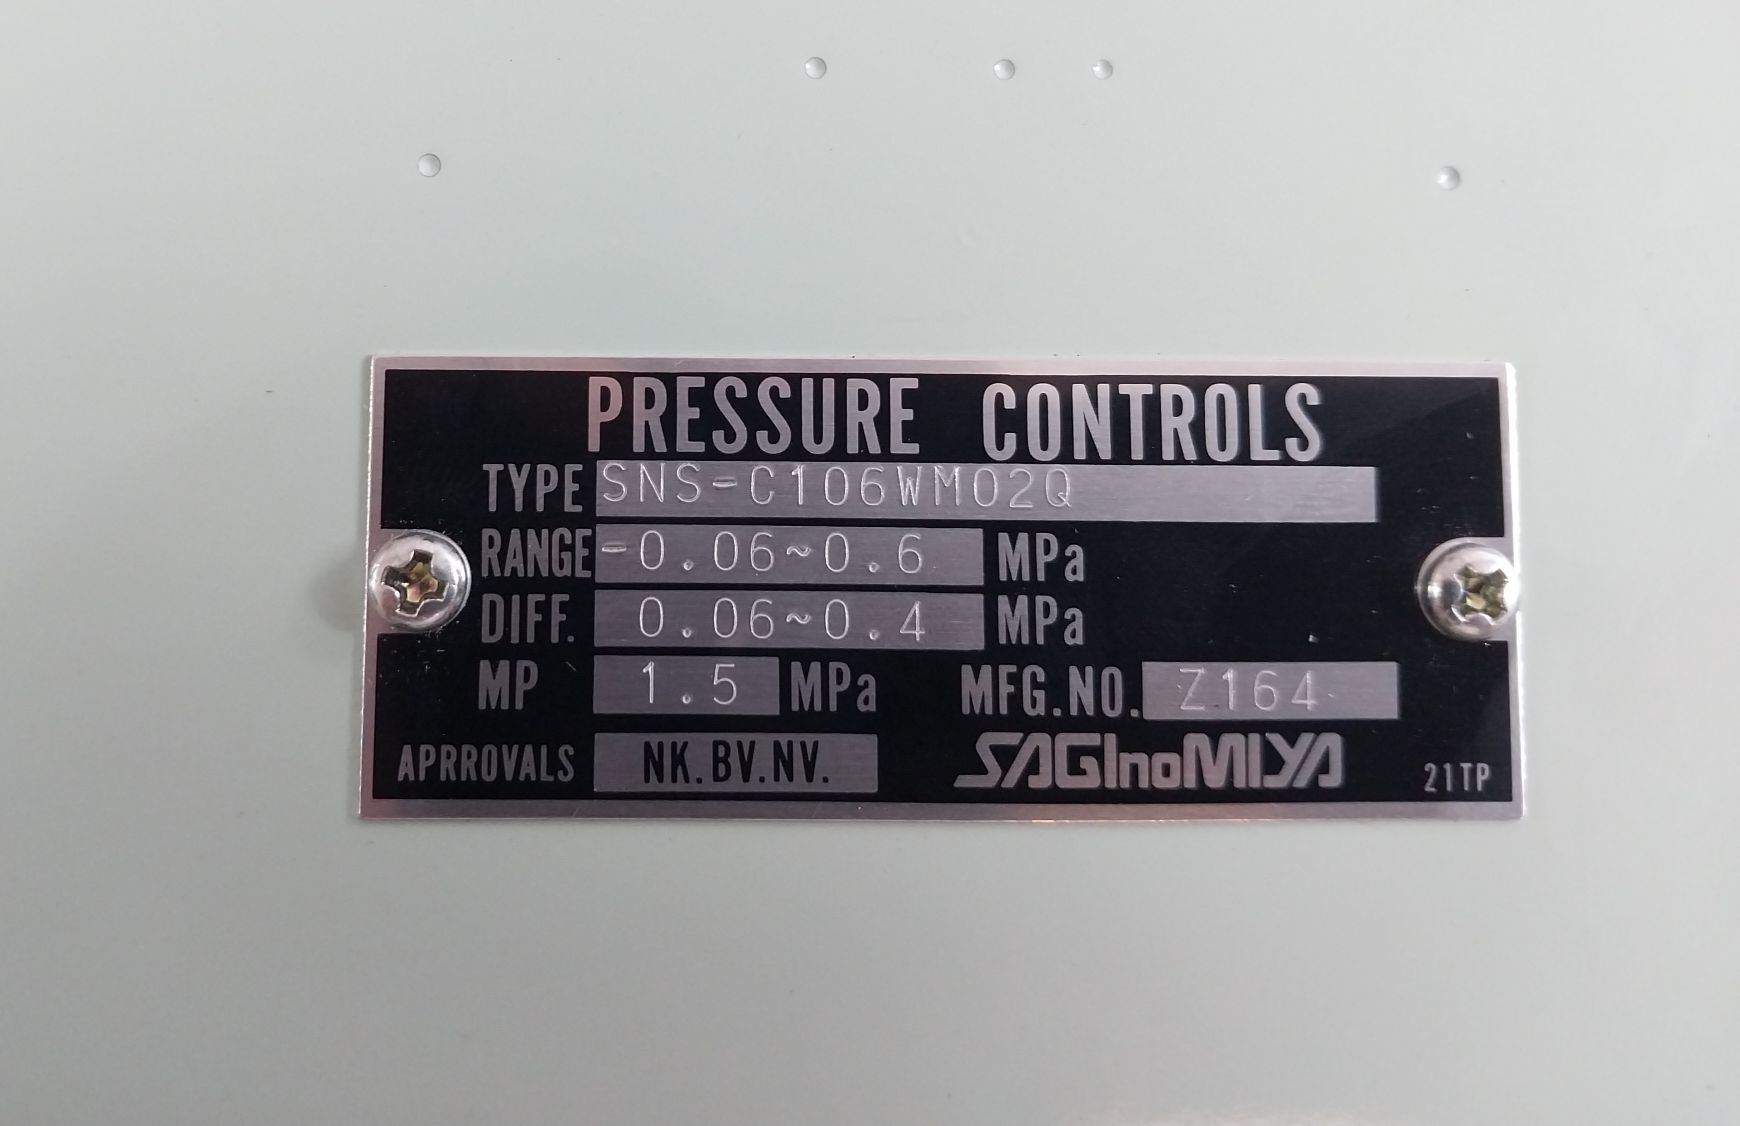 PRESSURE CONTROLS
TYPE SNS-C106WM02Q
RANGE -0.06~0.6 MPa
DIFF. 0.06~0.4 MPa
MP 1.5 MPa MFG.NO. Z164
APRROVALS NK.BV.NV. SAGInoMIYA 21TP